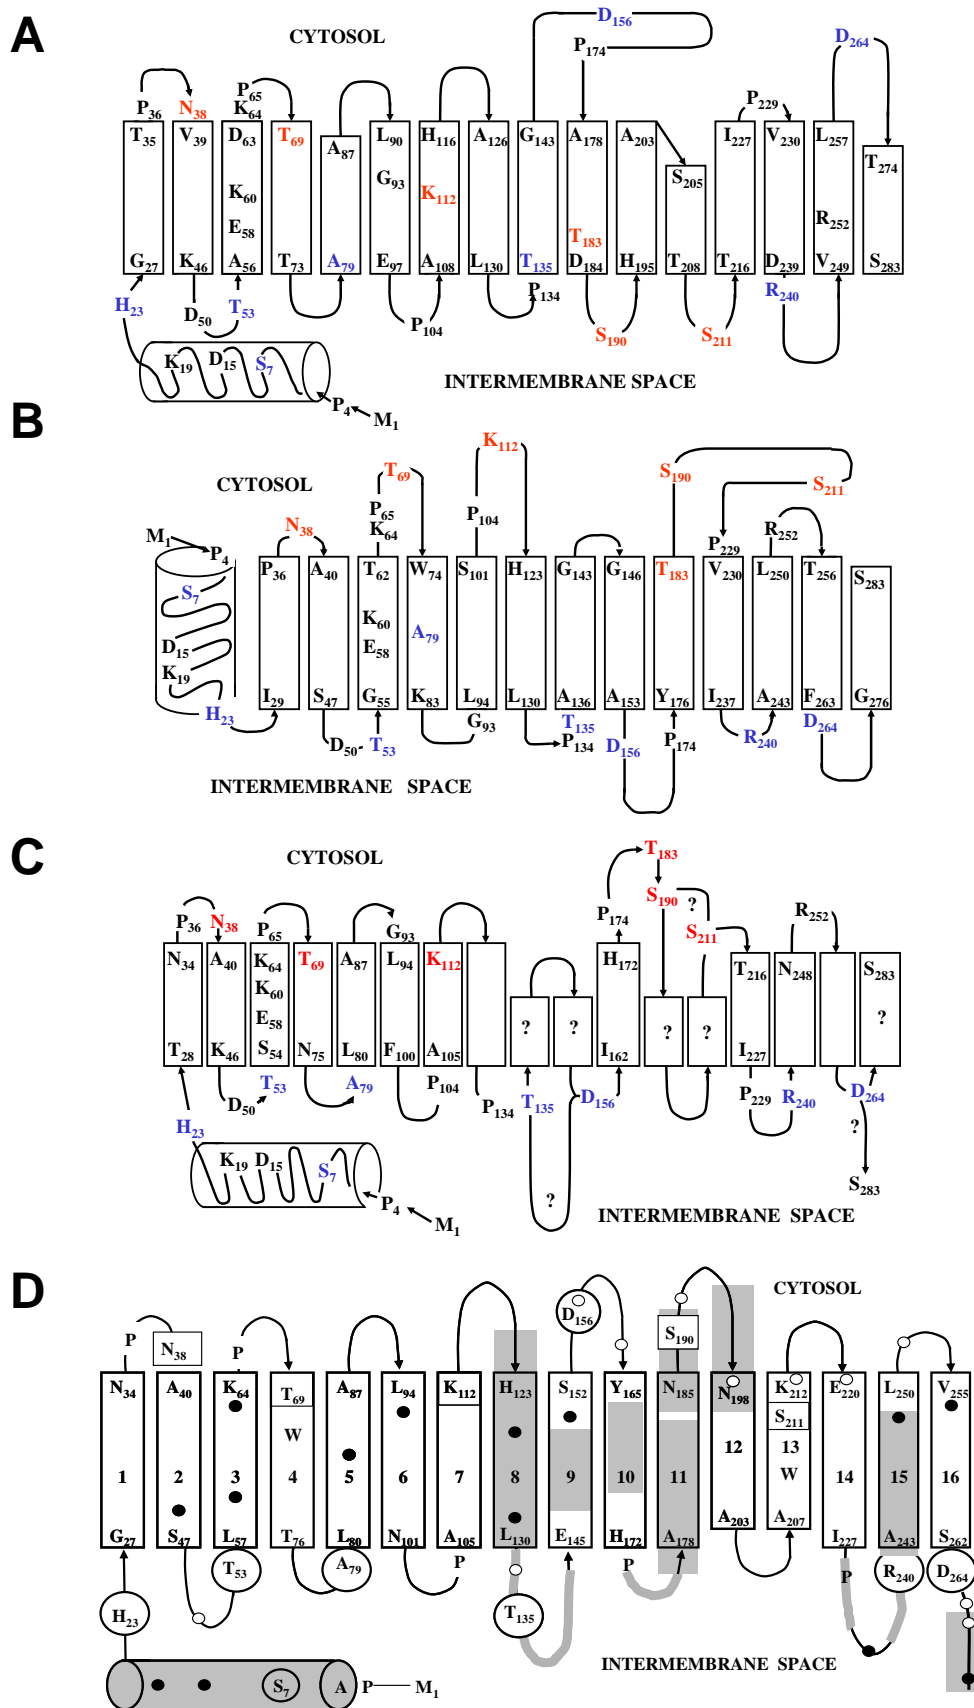 A
CYTOSOL
D156
P174
D264
P36 N38 P65 K64 P229
T35 V39 D63 T69 A87 L90 H116 A126 G143 A178 A203 S205 I227 V230 L257 T274
K60 G93 K112
E58 T183 R252
G27 K46 A56 T73 A79 E97 A108 L130 T135 D184 H195 T208 T216 D239 V249 S283
H23 D50 T53 P104 P134 S190 S211 R240
K19 D15 S7
INTERMEMBRANE SPACE
P4 M1
B
CYTOSOL
K112
T69 S190 S211
N38 P65 K64 P104 P229 R252
M1 P4
P36 A40 T62 W74 S101 H123 G143 G146 T183 V230 L250 T256 S283
S7 K60 A79
D15 E58
K19
I29 S47 G55 K83 L94 L130 A136 A153 Y176 I237 A243 F263 G276
H23 D50 T53 G93 T135 P134 D156 P174 R240 D264
INTERMEMBRANE SPACE
C
CYTOSOL
T183
S190 ?
P36 N38 P65 G93 P174 S211 R252
N34 A40 K64 T69 A87 L94 K112 H172 T216 N248 S283
K60
E58 ? ? ? ? ?
T28 K46 S54 N75 L80 F100 A105 I162 I227
D50 T53 A79 P104 P134 T135 D156 P229 R240 D264
H23 ?
K19 D15 S7
P4 ? S283
M1 INTERMEMBRANE SPACE
D
CYTOSOL
D156
P N38 P S190
N34 A40 K64 T69 A87 L94 K112 H123 S152 Y165 N185 N198 K212 E220 L250 V255
W S211
1 2 3 4 5 6 7 8 9 10 11 12 13 14 15 16
W
G27 S47 L57 T76 L80 N101 A105 L130 E145 H172 A178 A203 A207 I227 A243 S262
T53 A79 P P P R240 D264
H23 T135
INTERMEMBRANE SPACE
S7 A P M1